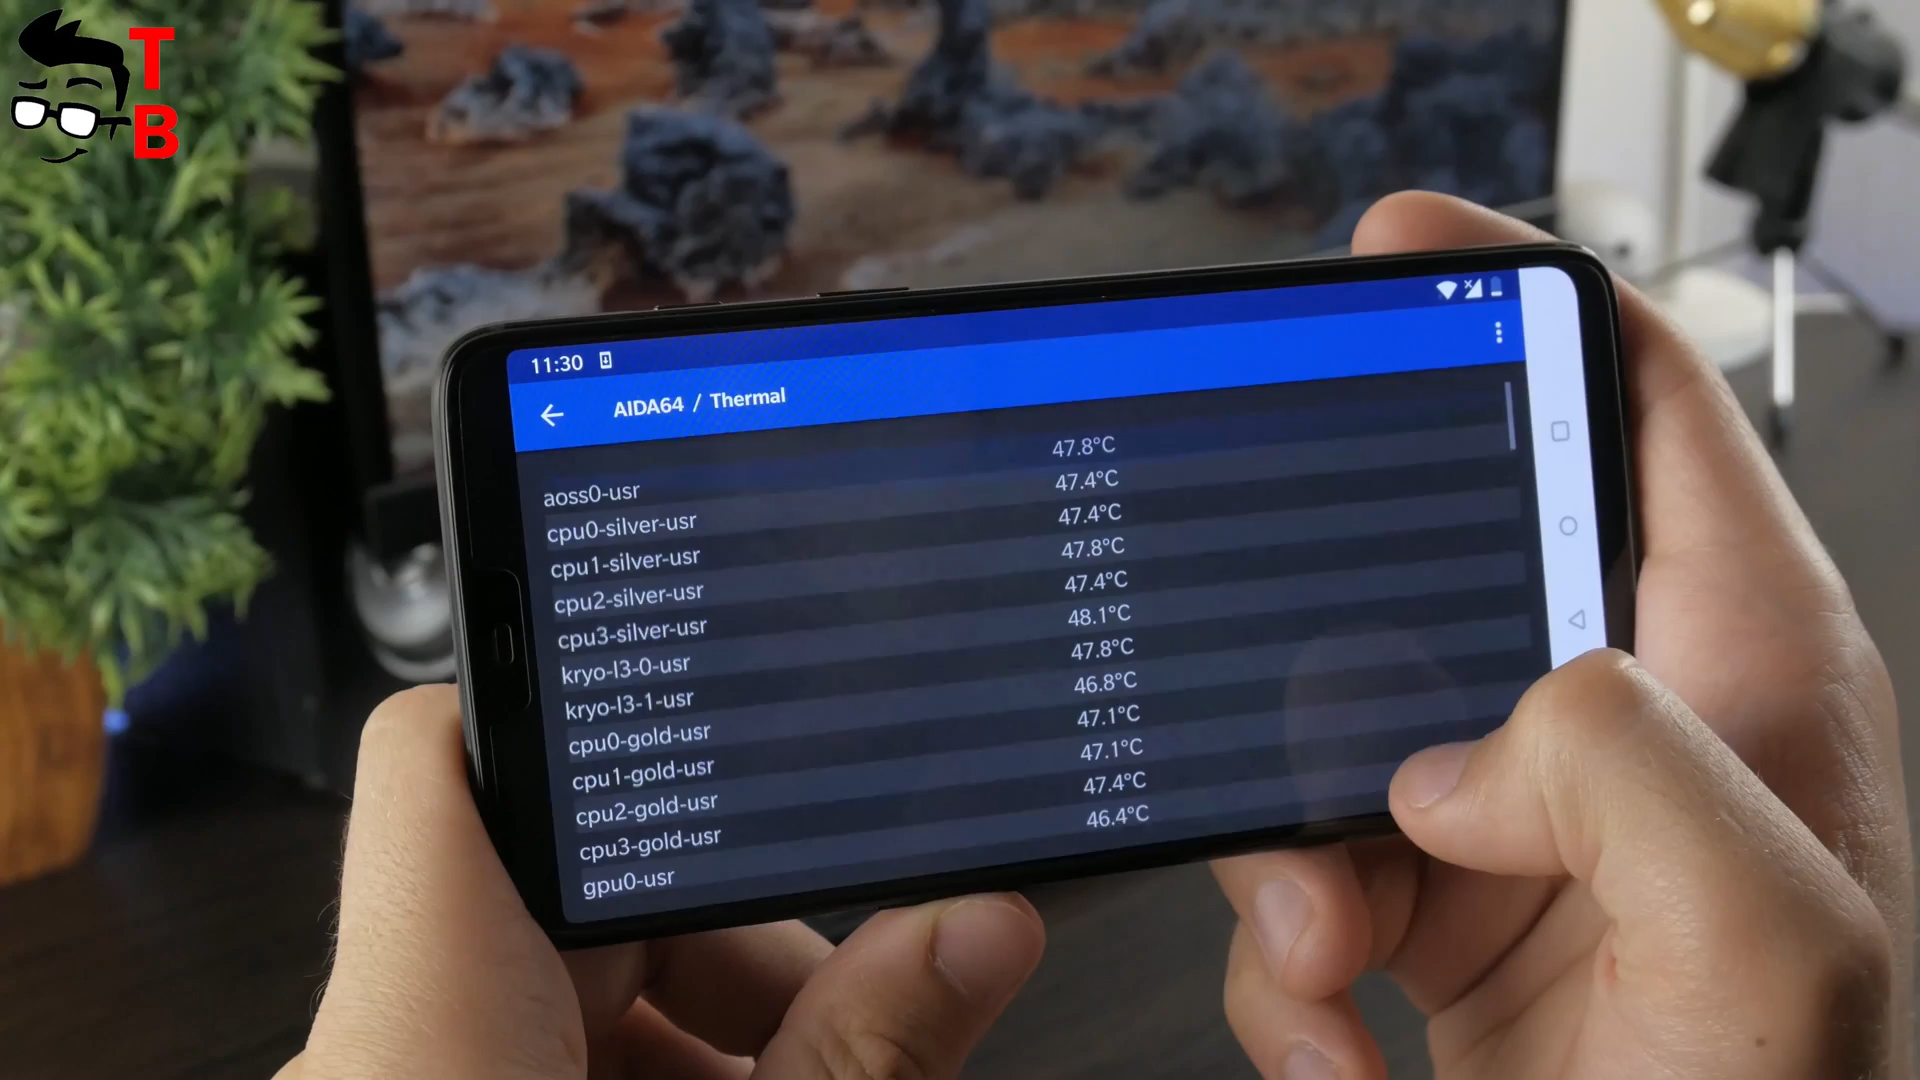 T
B
11:30
AIDA64 / Thermal
aoss0-usr 47.8°C
cpu0-silver-usr 47.4°C
cpu1-silver-usr 47.4°C
cpu2-silver-usr 47.8°C
cpu3-silver-usr 47.4°C
kryo-l3-0-usr 48.1°C
kryo-l3-1-usr 47.8°C
cpu0-gold-usr 46.8°C
cpu1-gold-usr 47.1°C
cpu2-gold-usr 47.1°C
cpu3-gold-usr 47.4°C
gpu0-usr 46.4°C